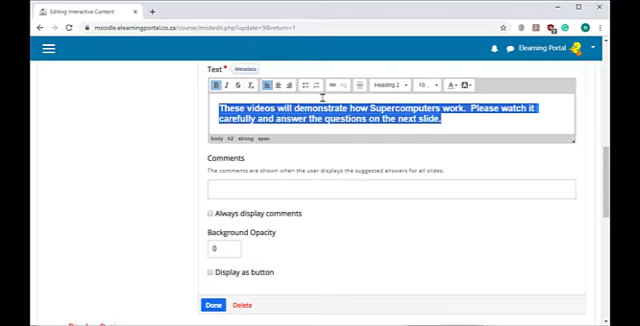 Editing Interactive Content
moodle.elearningportal.co.za/course/modedit.php?update=9&return=1
Elearning Portal
Text* Metadata
B I S Heading 2 10... A A
These videos will demonstrate how Supercomputers work. Please watch it
carefully and answer the questions on the next slide.
body h2 strong span
Comments
The comments are shown when the user displays the suggested answers for all slides.
Always display comments
Background Opacity
0
Display as button
Done Delete